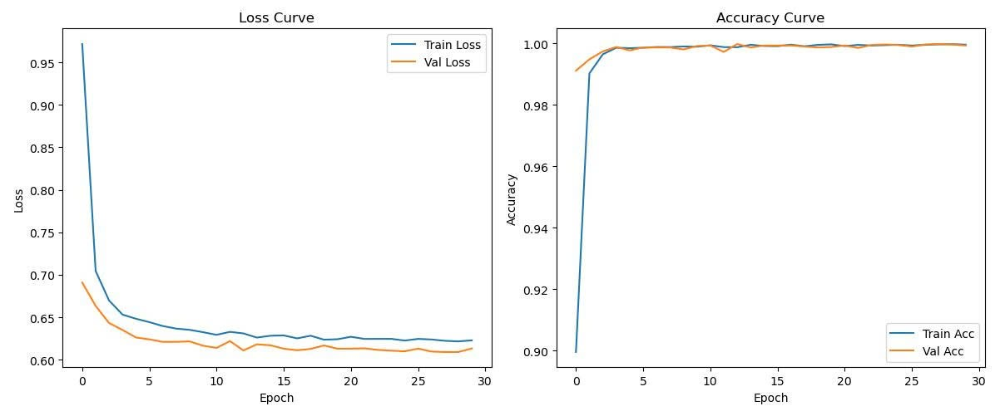 Loss Curve
Train Loss
Val Loss
0.95
0.90
0.85
0.80
0.75
0.70
0.65
0.60
Loss
0 5 10 15 20 25 30
Epoch
Accuracy Curve
1.00
0.98
0.96
0.94
0.92
0.90
Accuracy
Train Acc
Val Acc
0 5 10 15 20 25 30
Epoch